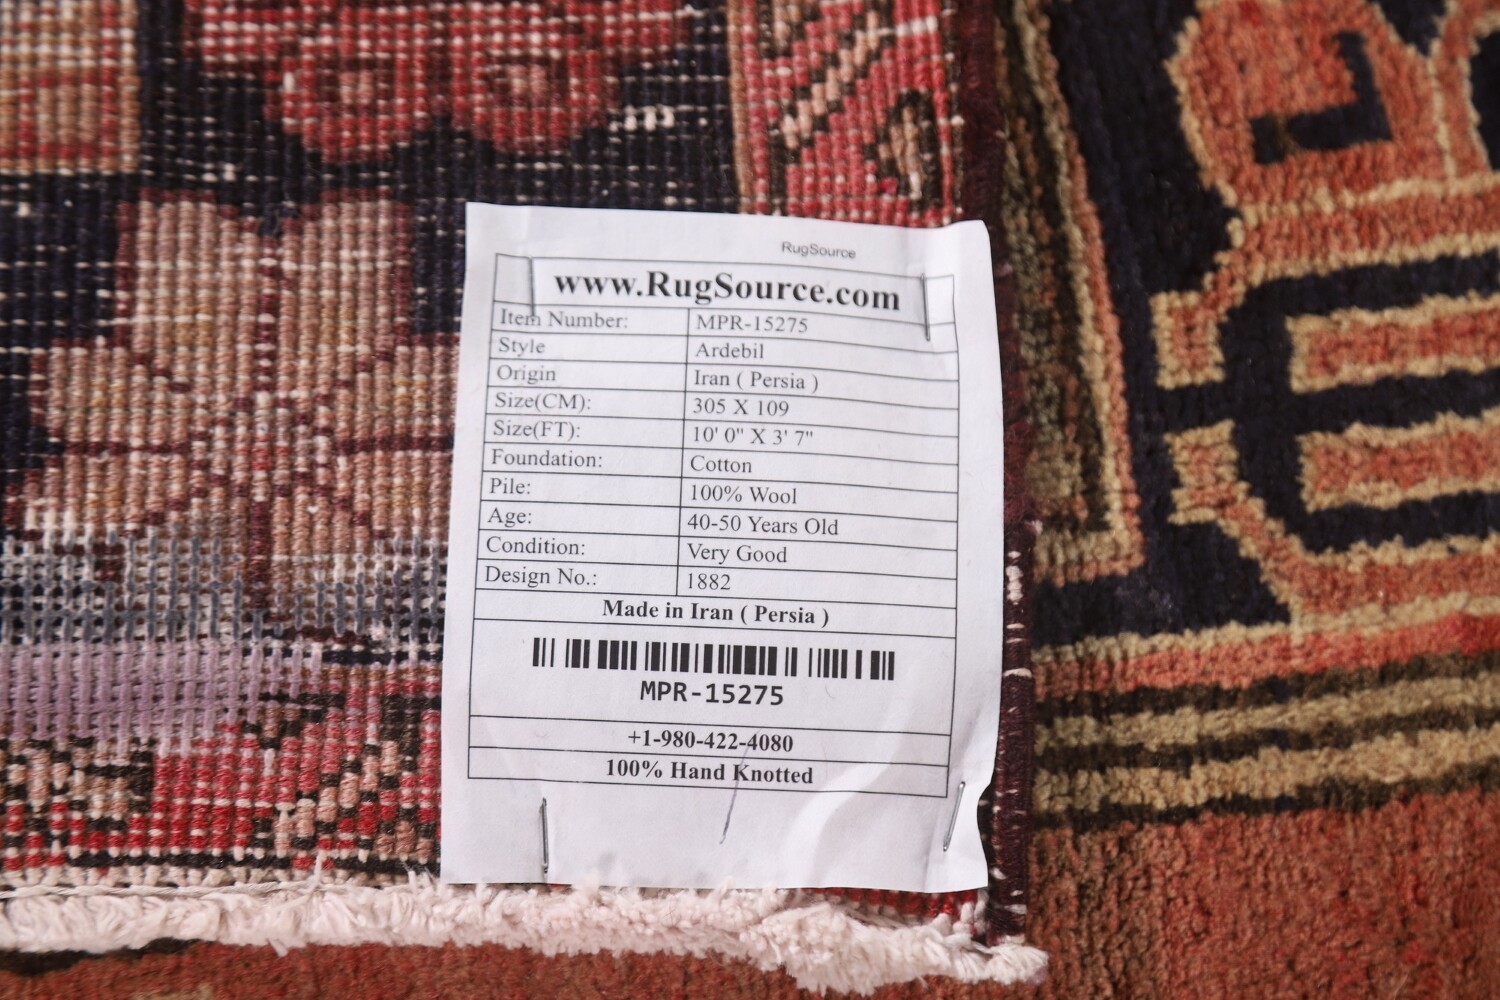 RugSource
www.RugSource.com
Item Number: MPR-15275
Style Ardebil
Origin Iran ( Persia )
Size(CM): 305 X 109
Size(FT): 10' 0" X 3' 7"
Foundation: Cotton
Pile: 100% Wool
Age: 40-50 Years Old
Condition: Very Good
Design No.: 1882
Made in Iran ( Persia )
MPR-15275
+1-980-422-4080
100% Hand Knotted